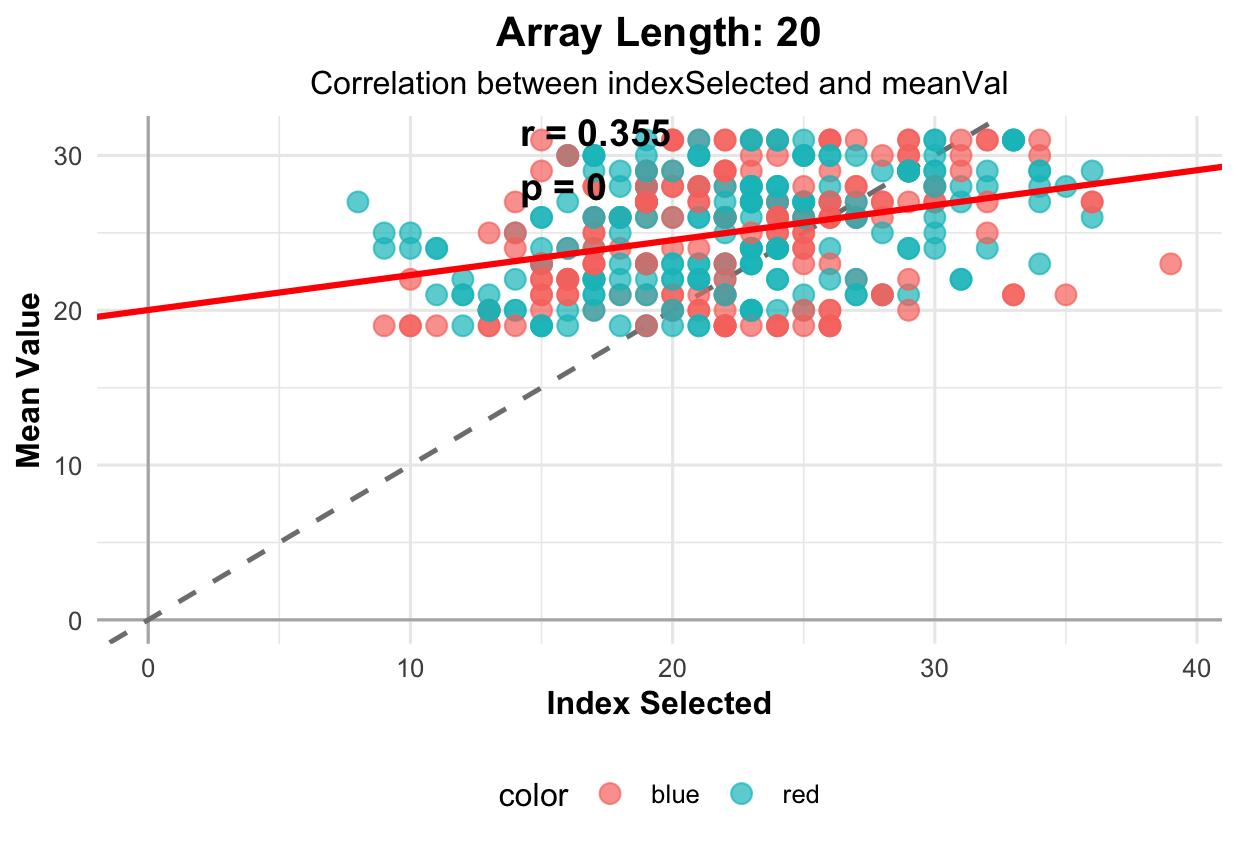 Array Length: 20
Correlation between indexSelected and meanVal
r = 0.355
p = 0
30
20
10
0
Mean Value
0 10 20 30 40
Index Selected
color blue red